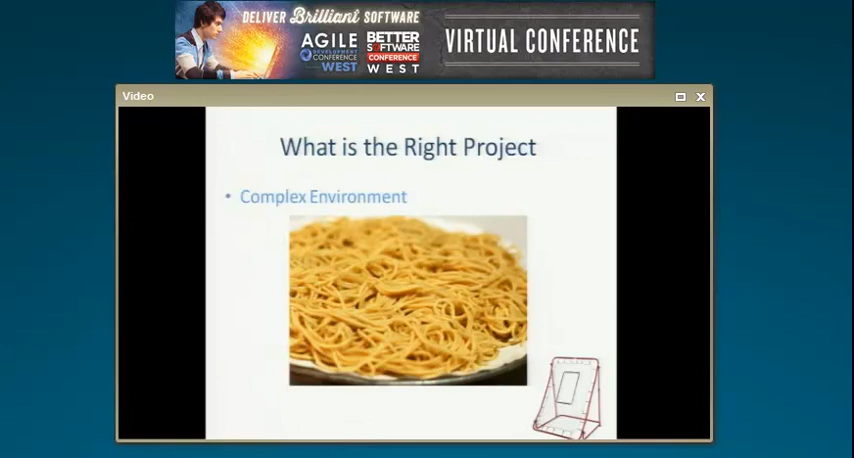 DELIVER Brilliant SOFTWARE
AGILE
DEVELOPMENT
CONFERENCE
WEST
BETTER
SOFTWARE
CONFERENCE
WEST
VIRTUAL CONFERENCE
Video
What is the Right Project
• Complex Environment